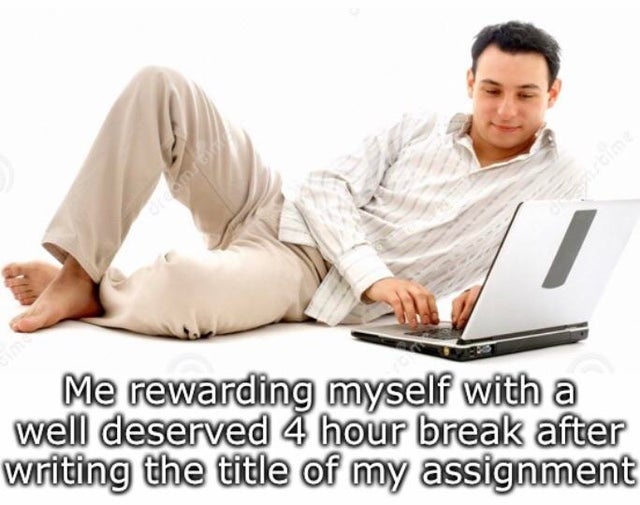 Me rewarding myself with a
well deserved 4 hour break after
writing the title of my assignment